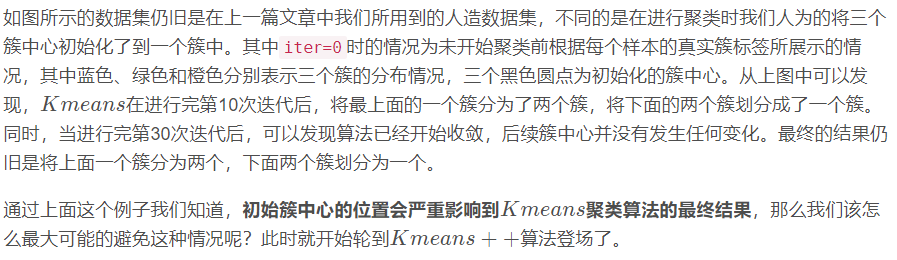 如图所示的数据集仍旧是在上一篇文章中我们所用到的人造数据集，不同的是在进行聚类时我们人为的将三个
簇中心初始化了到一个簇中。其中 iter=0 时的情况为未开始聚类前根据每个样本的真实簇标签所展示的情
况，其中蓝色、绿色和橙色分别表示三个簇的分布情况，三个黑色圆点为初始化的簇中心。从上图中可以发
现，Kmeans在进行完第10次迭代后，将最上面的一个簇分为了两个簇，将下面的两个簇划分成了一个簇。
同时，当进行完第30次迭代后，可以发现算法已经开始收敛，后续簇中心并没有发生任何变化。最终的结果仍
旧是将上面一个簇分为两个，下面两个簇划分为一个。
通过上面这个例子我们知道，初始簇中心的位置会严重影响到Kmeans聚类算法的最终结果，那么我们该怎
么最大可能的避免这种情况呢？此时就开始轮到Kmeans++算法登场了。